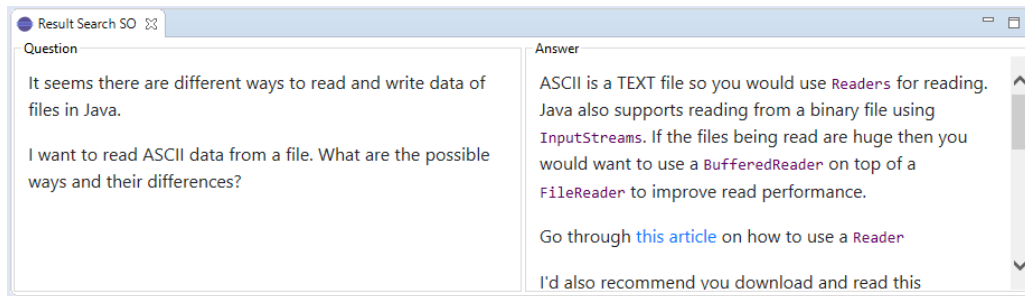 Result Search SO
Question
It seems there are different ways to read and write data of
files in Java.
I want to read ASCII data from a file. What are the possible
ways and their differences?
Answer
ASCII is a TEXT file so you would use Readers for reading.
Java also supports reading from a binary file using
InputStreams. If the files being read are huge then you
would want to use a BufferedReader on top of a
FileReader to improve read performance.
Go through this article on how to use a Reader
I'd also recommend you download and read this